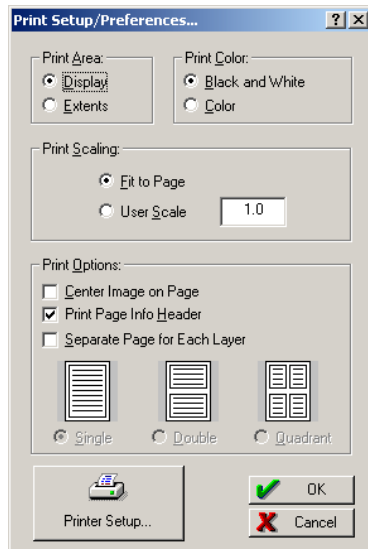 Print Setup/Preferences...
Print Area:
Display
Extents
Print Color:
Black and White
Color
Print Scaling:
Fit to Page
User Scale 1.0
Print Options:
Center Image on Page
Print Page Info Header
Separate Page for Each Layer
Single Double Quadrant
Printer Setup...
OK
Cancel